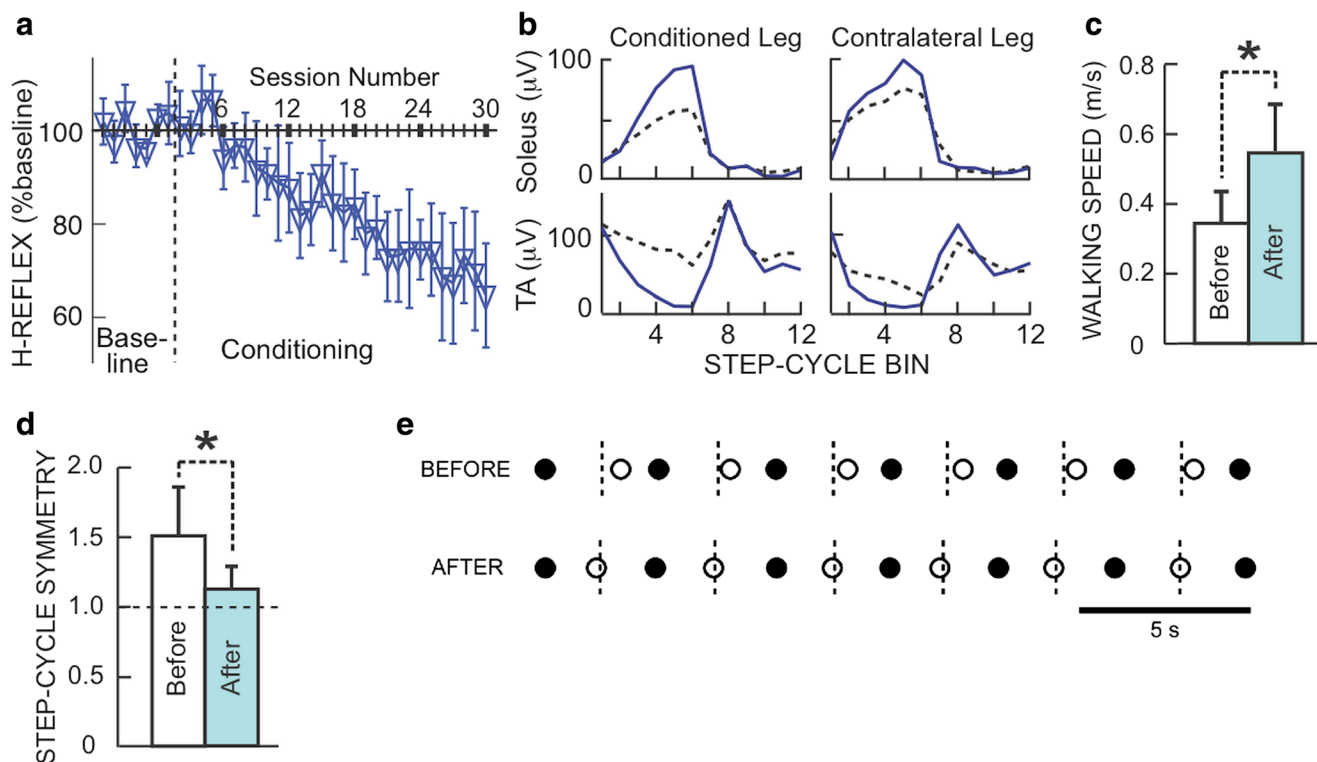 a
H-REFLEX (%baseline)
100
80
60
Session Number
6 12 18 24 30
Base-
line
Conditioning
b
Conditioned Leg Contralateral Leg
Soleus (μV)
100
0
TA (μV)
100
0
4 8 12 4 8 12
STEP-CYCLE BIN
c
*
WALKING SPEED (m/s)
0.8
0.6
0.4
0.2
0
Before
After
d
*
STEP-CYCLE SYMMETRY
2.0
1.5
1.0
0.5
0
Before
After
e
BEFORE
AFTER
5 s